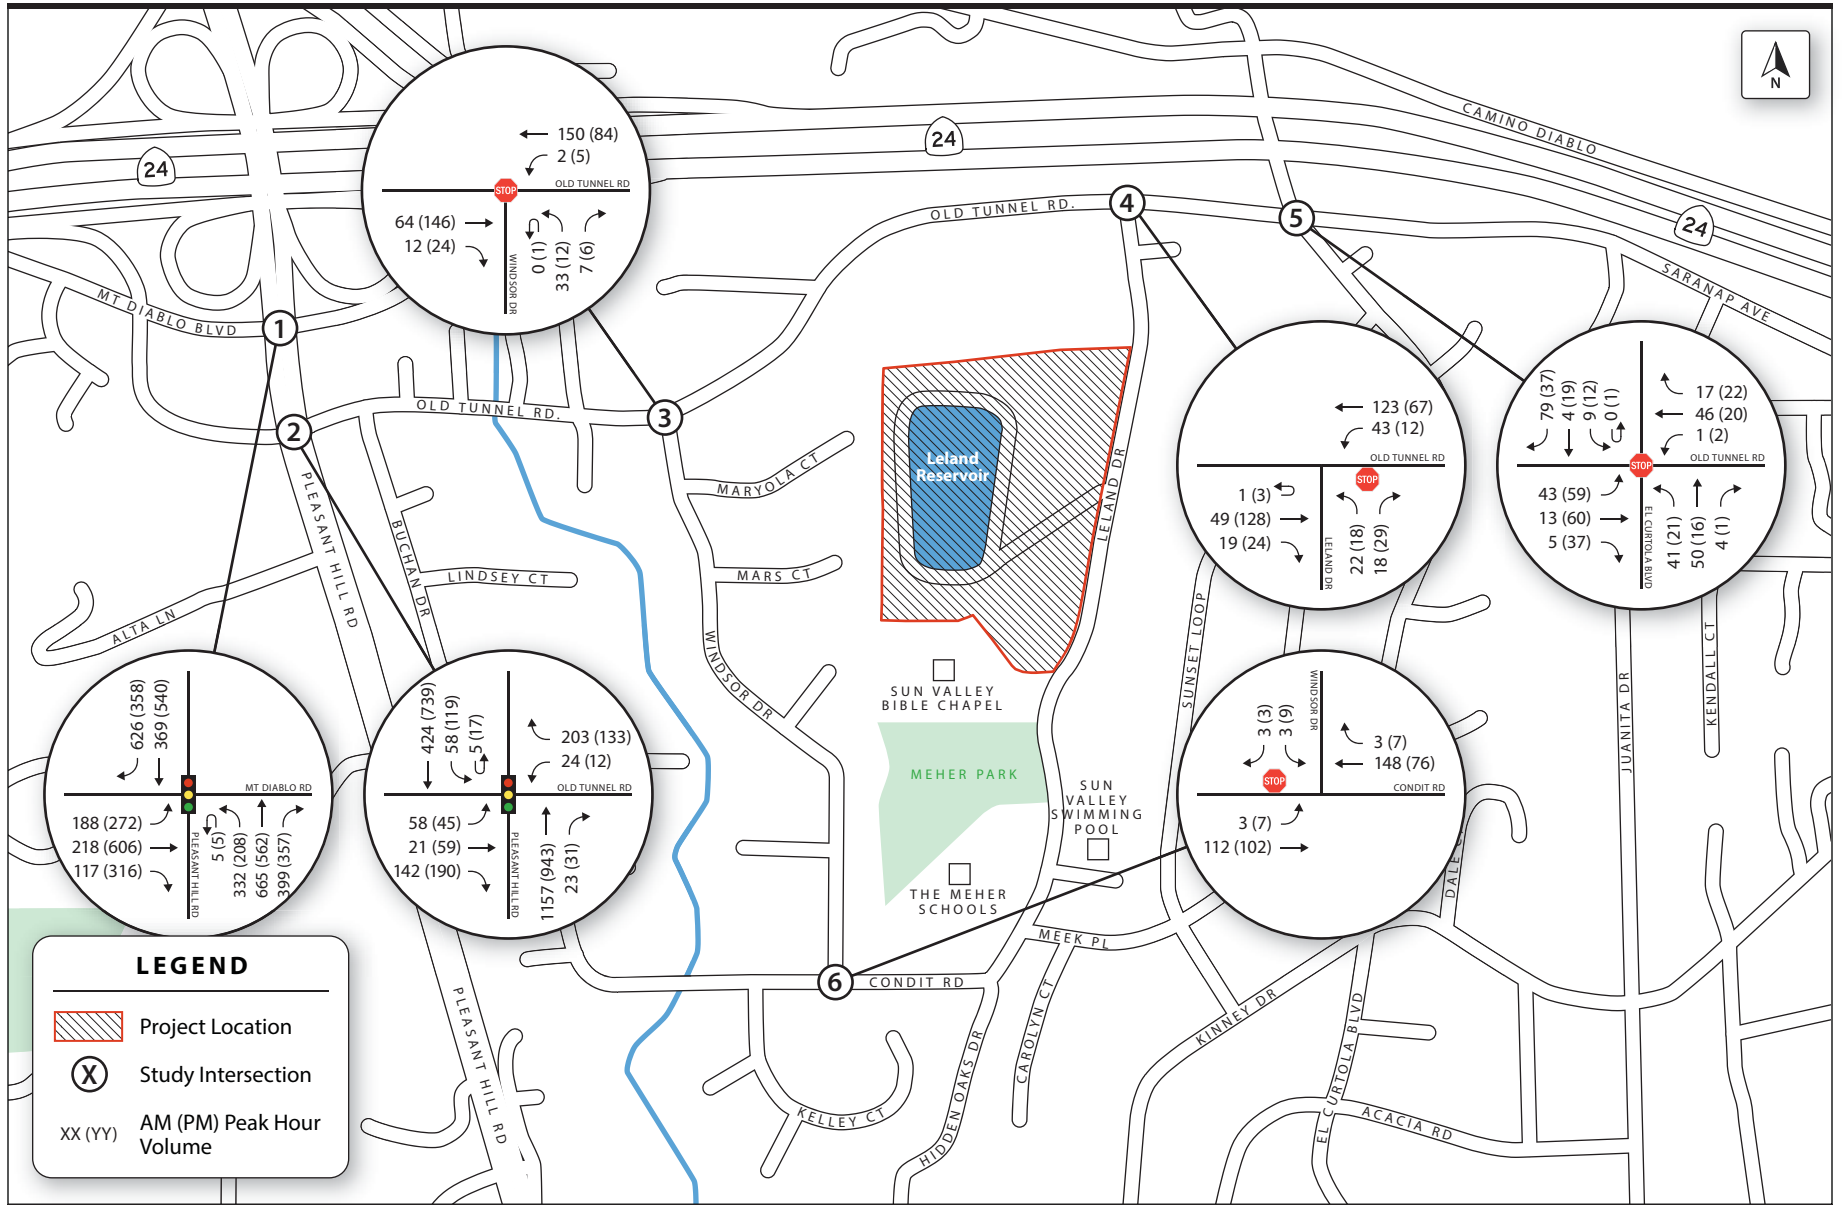 N
CAMINO DIABLO
24
24
24
150 (84)
2 (5)
OLD TUNNEL RD
STOP
64 (146)
12 (24)
WINDSOR DR
0 (1)
33 (12)
7 (6)
OLD TUNNEL RD.
4
5
SARANAP AVE
MT DIABLO BLVD
1
2
OLD TUNNEL RD.
3
123 (67)
43 (12)
OLD TUNNEL RD
STOP
1 (3)
49 (128)
19 (24)
LELAND DR
22 (18)
18 (29)
79 (37)
4 (19)
9 (12)
0 (1)
17 (22)
46 (20)
1 (2)
OLD TUNNEL RD
STOP
43 (59)
13 (60)
5 (37)
EL CURTOLA BLVD
41 (21)
50 (16)
4 (1)
Leland
Reservoir
MARYOLA CT
LELAND DR
PLEASANT HILL RD
BUCHAN DR
LINDSEY CT
MARS CT
ALTA LN
WINDSOR DR
SUNSET LOOP
JUANITA DR
KENDALL CT
SUN VALLEY
BIBLE CHAPEL
MEHER PARK
SUN
VALLEY
SWIMMING
POOL
THE MEHER
SCHOOLS
626 (358)
369 (540)
MT DIABLO RD
188 (272)
218 (606)
117 (316)
PLEASANT HILL RD
5 (5)
332 (208)
665 (562)
399 (357)
424 (739)
58 (119)
5 (17)
203 (133)
24 (12)
OLD TUNNEL RD
58 (45)
21 (59)
142 (190)
PLEASANT HILL RD
1157 (943)
23 (31)
3 (3)
3 (9)
WINDSOR DR
3 (7)
148 (76)
CONDIT RD
STOP
3 (7)
112 (102)
MEEK PL
6
CONDIT RD
CAROLYN CT
KINNEY DR
EL CURTOLA BLVD
ACACIA RD
HIDDEN OAKS DR
KELLEY CT
PLEASANT HILL RD
LEGEND
Project Location
X
Study Intersection
XX (YY)
AM (PM) Peak Hour
Volume